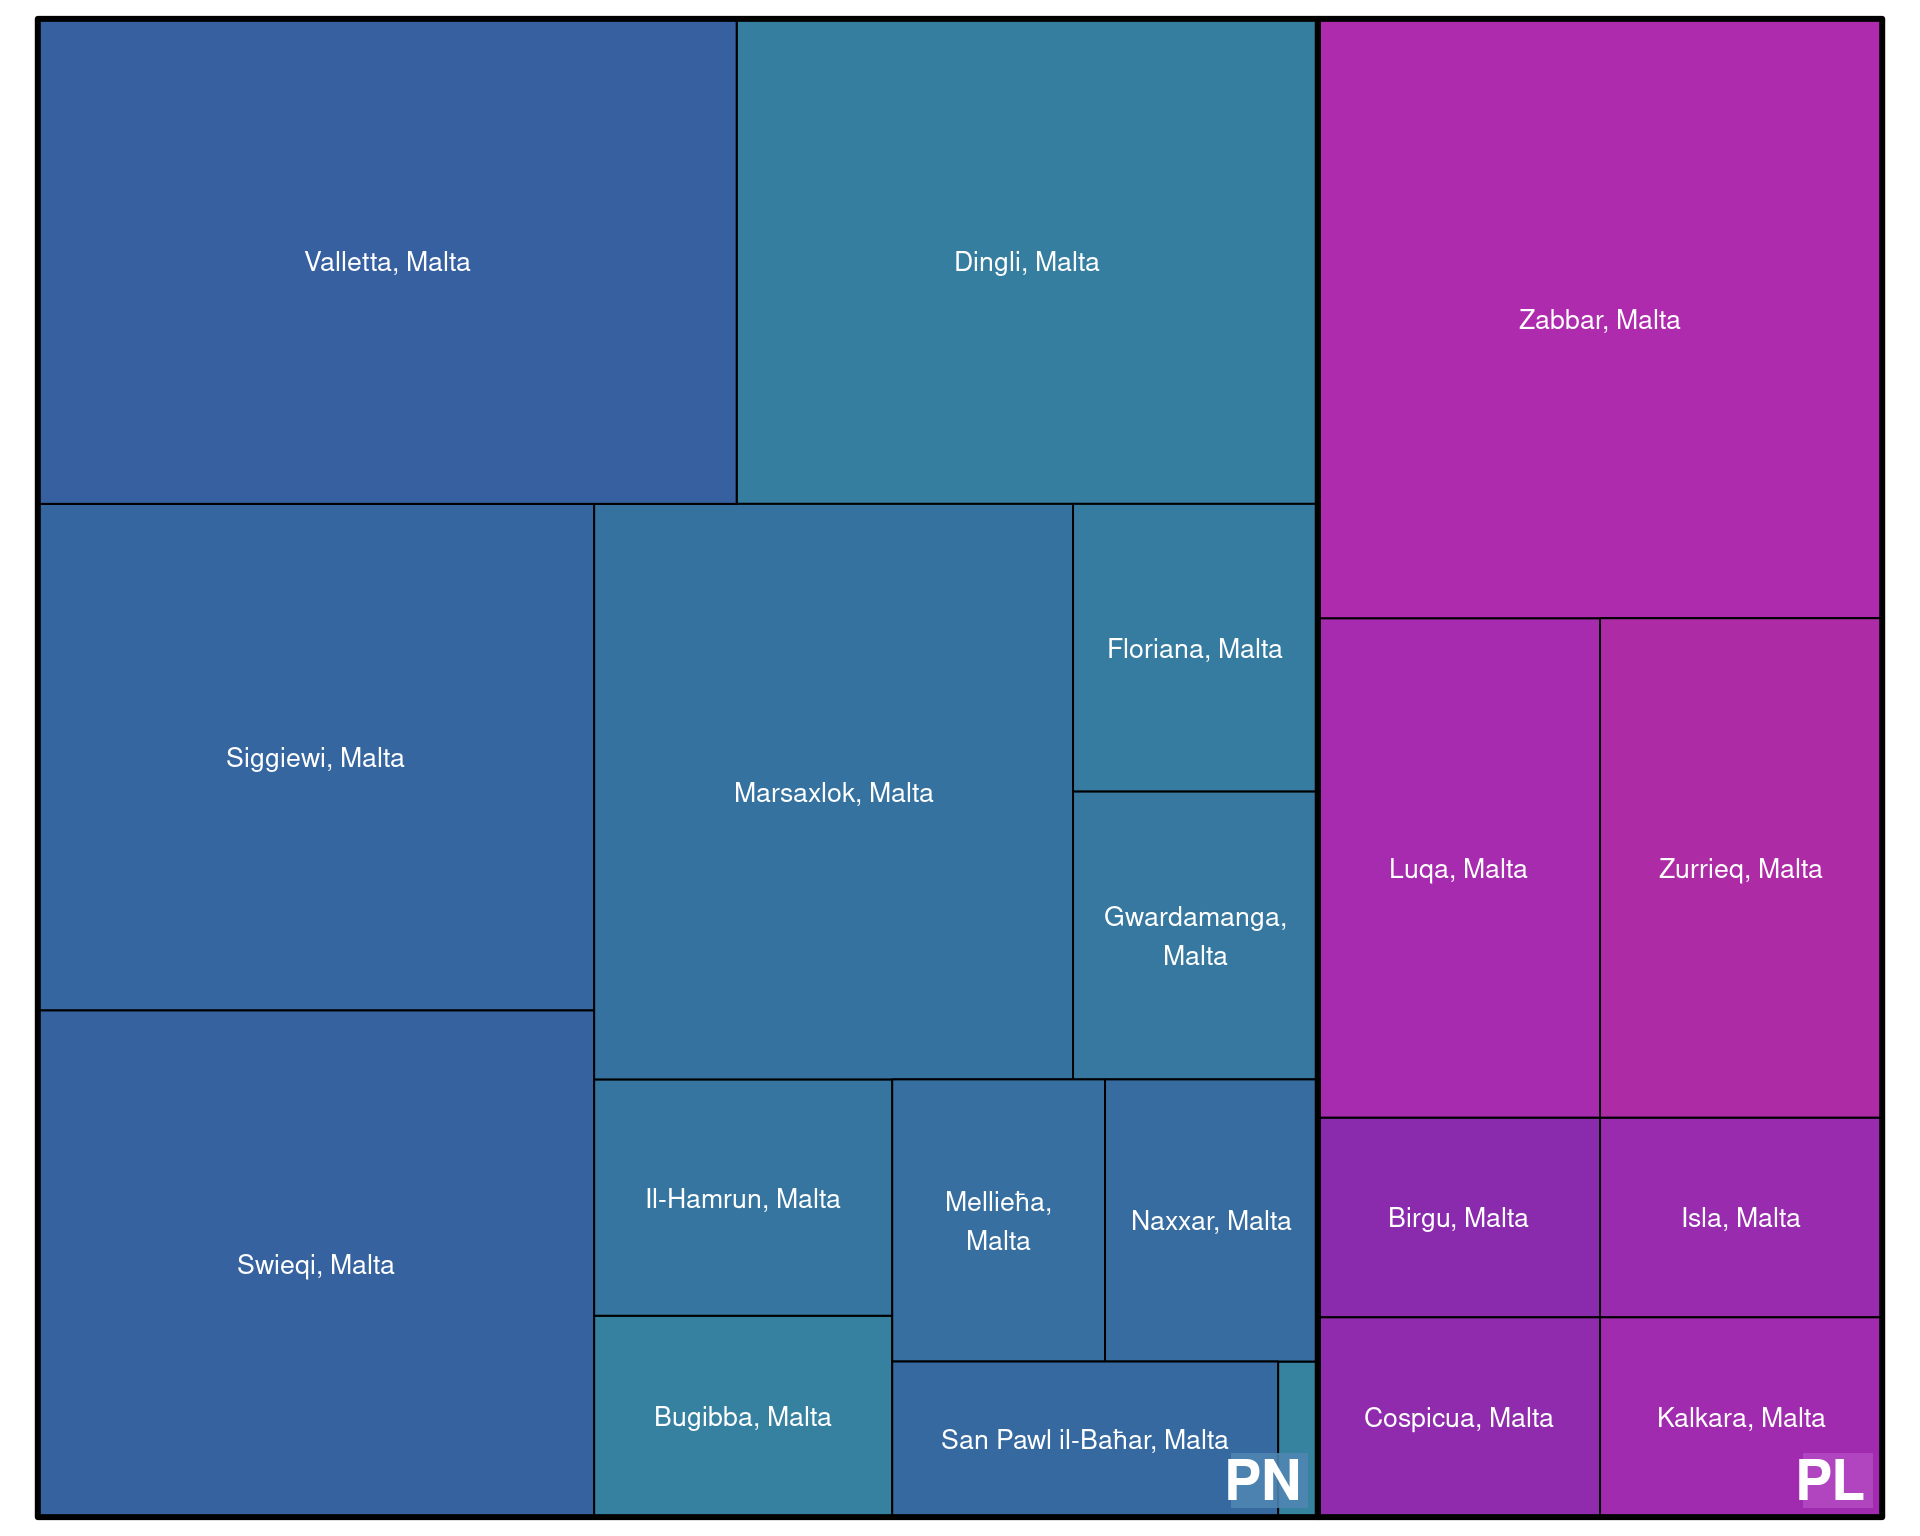 Valletta, Malta
Dingli, Malta
Zabbar, Malta
Siggiewi, Malta
Marsaxlok, Malta
Floriana, Malta
Gwardamanga,
Malta
Luqa, Malta
Zurrieq, Malta
Swieqi, Malta
Il-Hamrun, Malta
Mellieħa,
Malta
Naxxar, Malta
Birgu, Malta
Isla, Malta
Bugibba, Malta
San Pawl il-Baħar, Malta
Cospicua, Malta
Kalkara, Malta
PN
PL